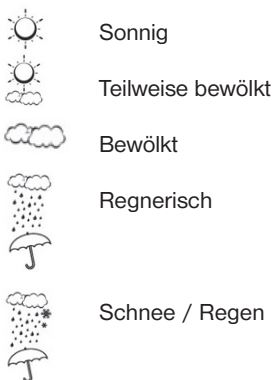 Sonnig
Teilweise bewölkt
Bewölkt
Regnerisch
Schnee / Regen